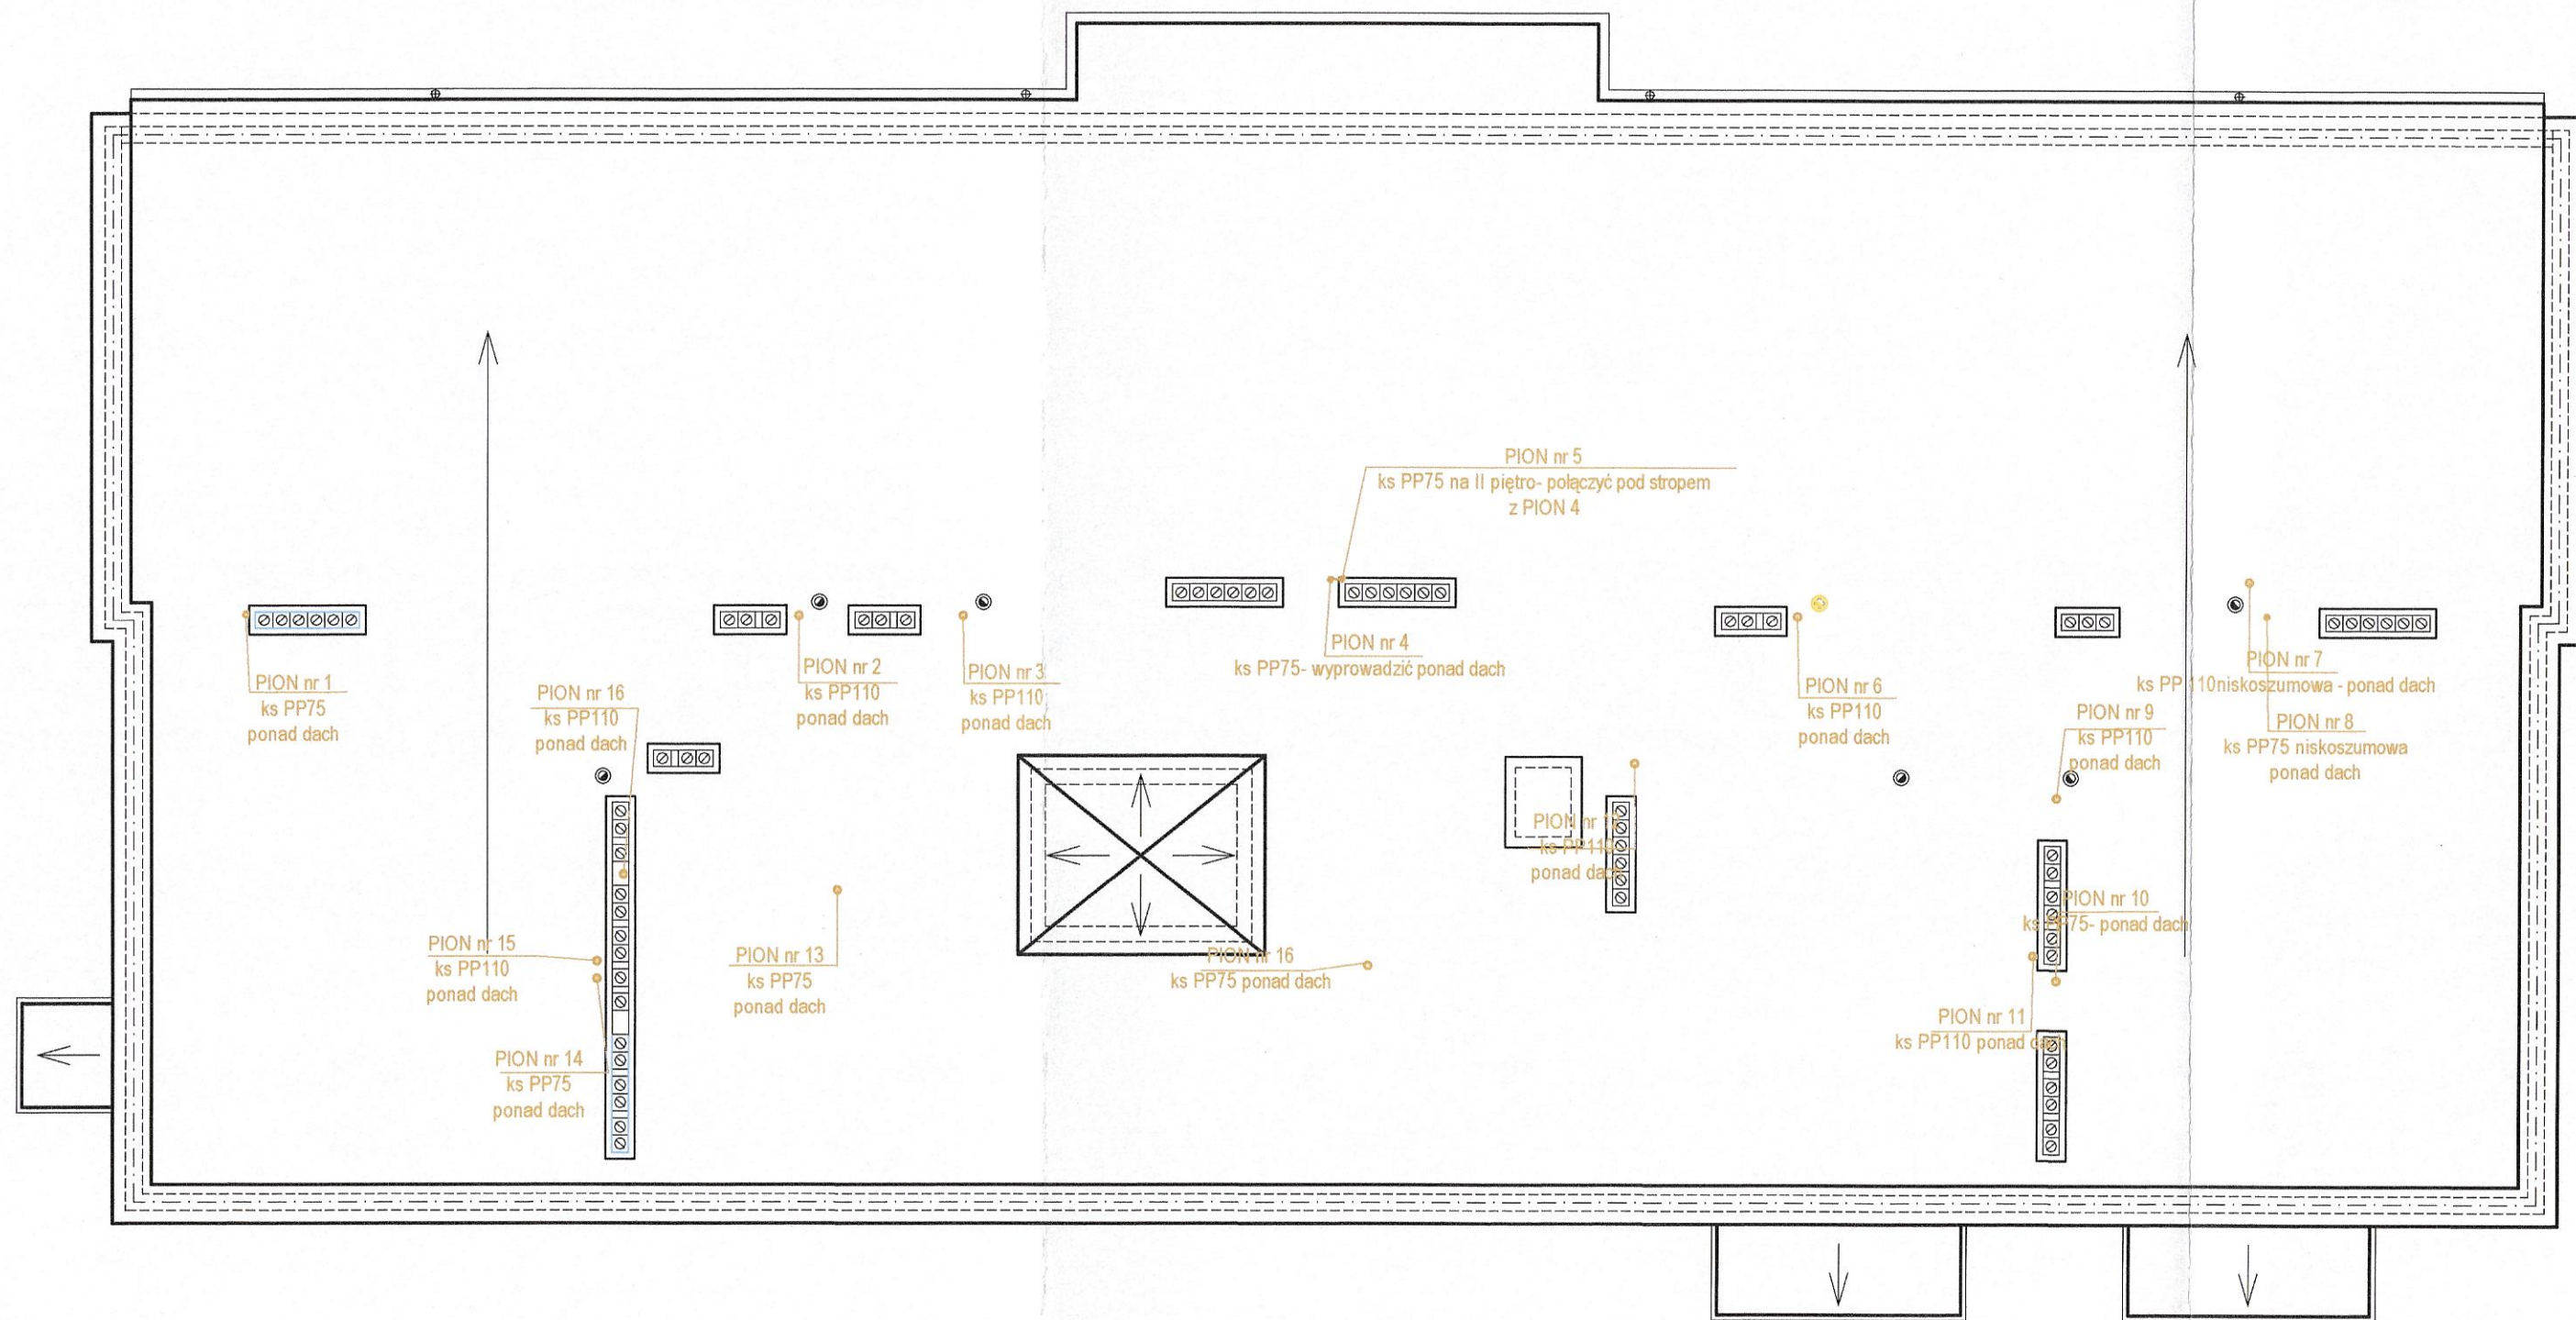 PION nr 5
ks PP75 na II piętro- połączyć pod stropem
z PION 4
PION nr 4
ks PP75- wyprowadzić ponad dach
PION nr 1
ks PP75
ponad dach
PION nr 16
ks PP110
ponad dach
PION nr 2
ks PP110
ponad dach
PION nr 3
ks PP110
ponad dach
PION nr 6
ks PP110
ponad dach
PION nr 7
ks PP 110niskoszumowa - ponad dach
PION nr 8
ks PP75 niskoszumowa
ponad dach
PION nr 9
ks PP110
ponad dach
PION nr 12
ks PP110
ponad dach
PION nr 10
ks PP75- ponad dach
PION nr 15
ks PP110
ponad dach
PION nr 13
ks PP75
ponad dach
PION nr 16
ks PP75 ponad dach
PION nr 11
ks PP110 ponad dach
PION nr 14
ks PP75
ponad dach